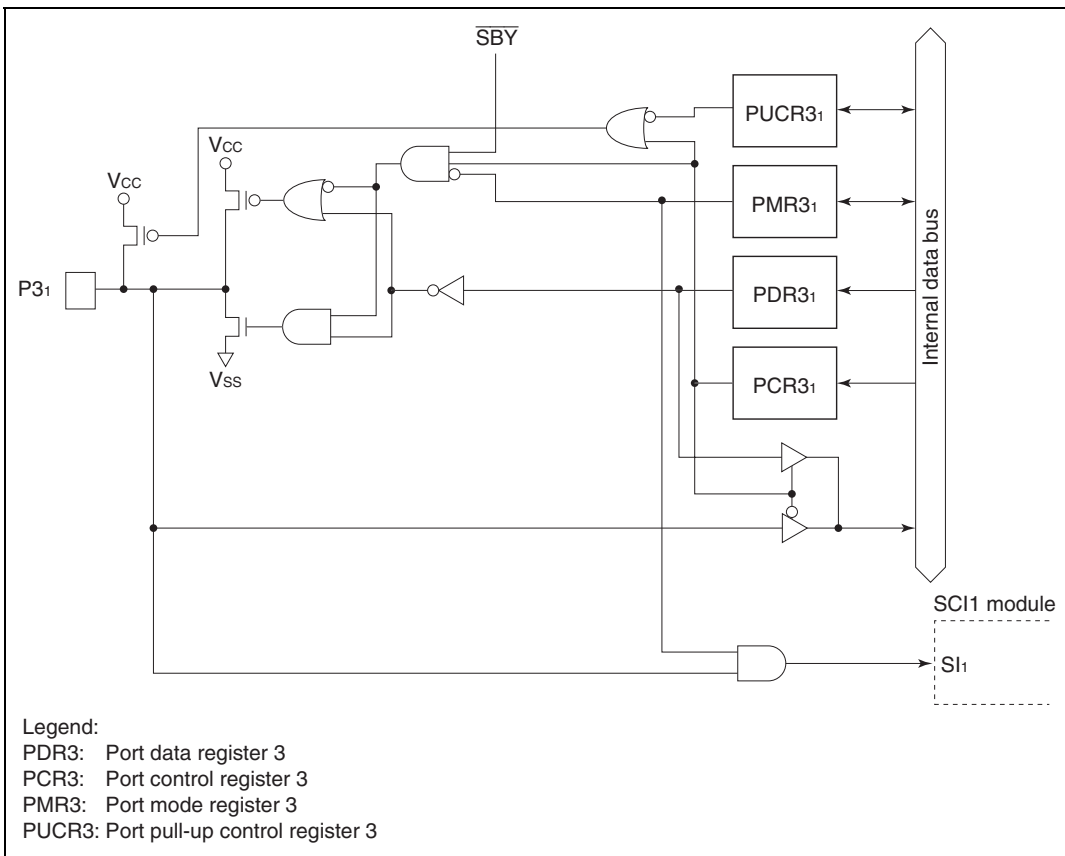 SBY
PUCR31
VCC
VCC
PMR31
P31
PDR31
Internal data bus
VSS
PCR31
SCI1 module
SI1
Legend:
PDR3: Port data register 3
PCR3: Port control register 3
PMR3: Port mode register 3
PUCR3: Port pull-up control register 3